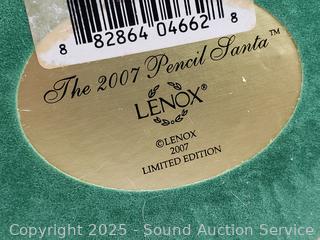 8 82864 04662 8
The 2007 Pencil Santa™
LENOX®
©LENOX
2007
LIMITED EDITION
Copyright 2025 - Sound Auction Service